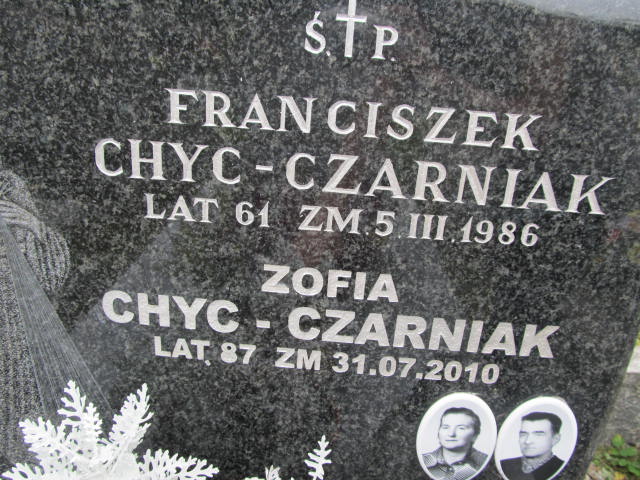 Ś.†P.
FRANCISZEK
CHYC-CZARNIAK
LAT 61 ZM.5.III.1986
ZOFIA
CHYC - CZARNIAK
LAT, 87 ZM 31.07.2010